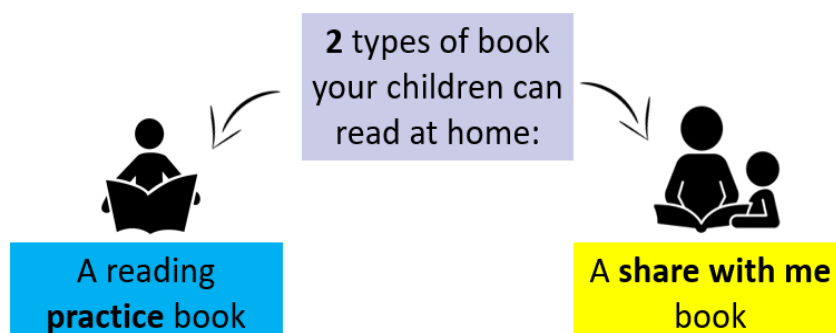 2 types of book
your children can
read at home:
A reading
practice book
A share with me
book